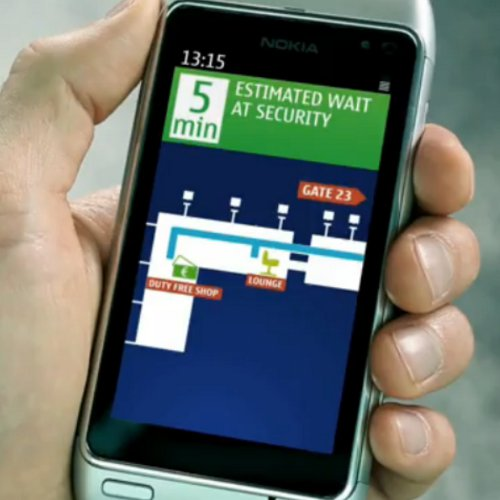 NOKIA
13:15
5
min
ESTIMATED WAIT
AT SECURITY
GATE 23
€
DUTY FREE SHOP
LOUNGE